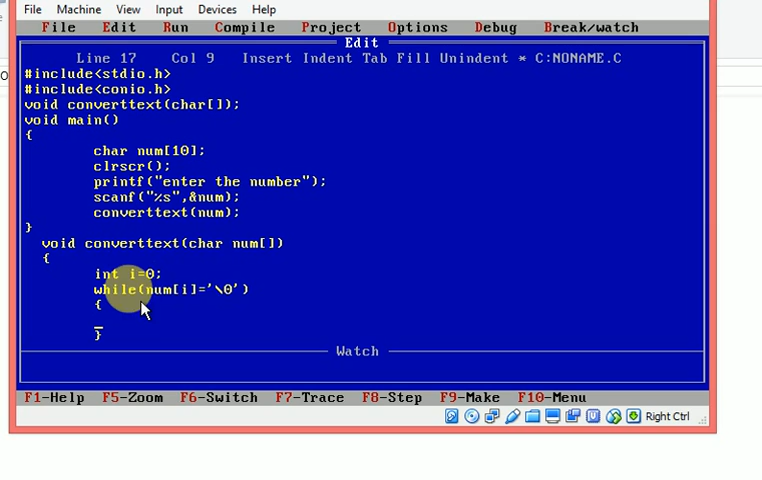 File Machine View Input Devices Help
File Edit Run Compile Project Options Debug Break/watch
Edit
Line 17 Col 9 Insert Indent Tab Fill Unindent * C:NONAME.C
#include<stdio.h>
#include<conio.h>
void converttext(char[]);
void main()
{
char num[10];
clrscr();
printf("enter the number");
scanf("%s",&num);
converttext(num);
}
void converttext(char num[])
{
int i=0;
while(num[i]='\0')
{
}
Watch
F1-Help F5-Zoom F6-Switch F7-Trace F8-Step F9-Make F10-Menu
Right Ctrl